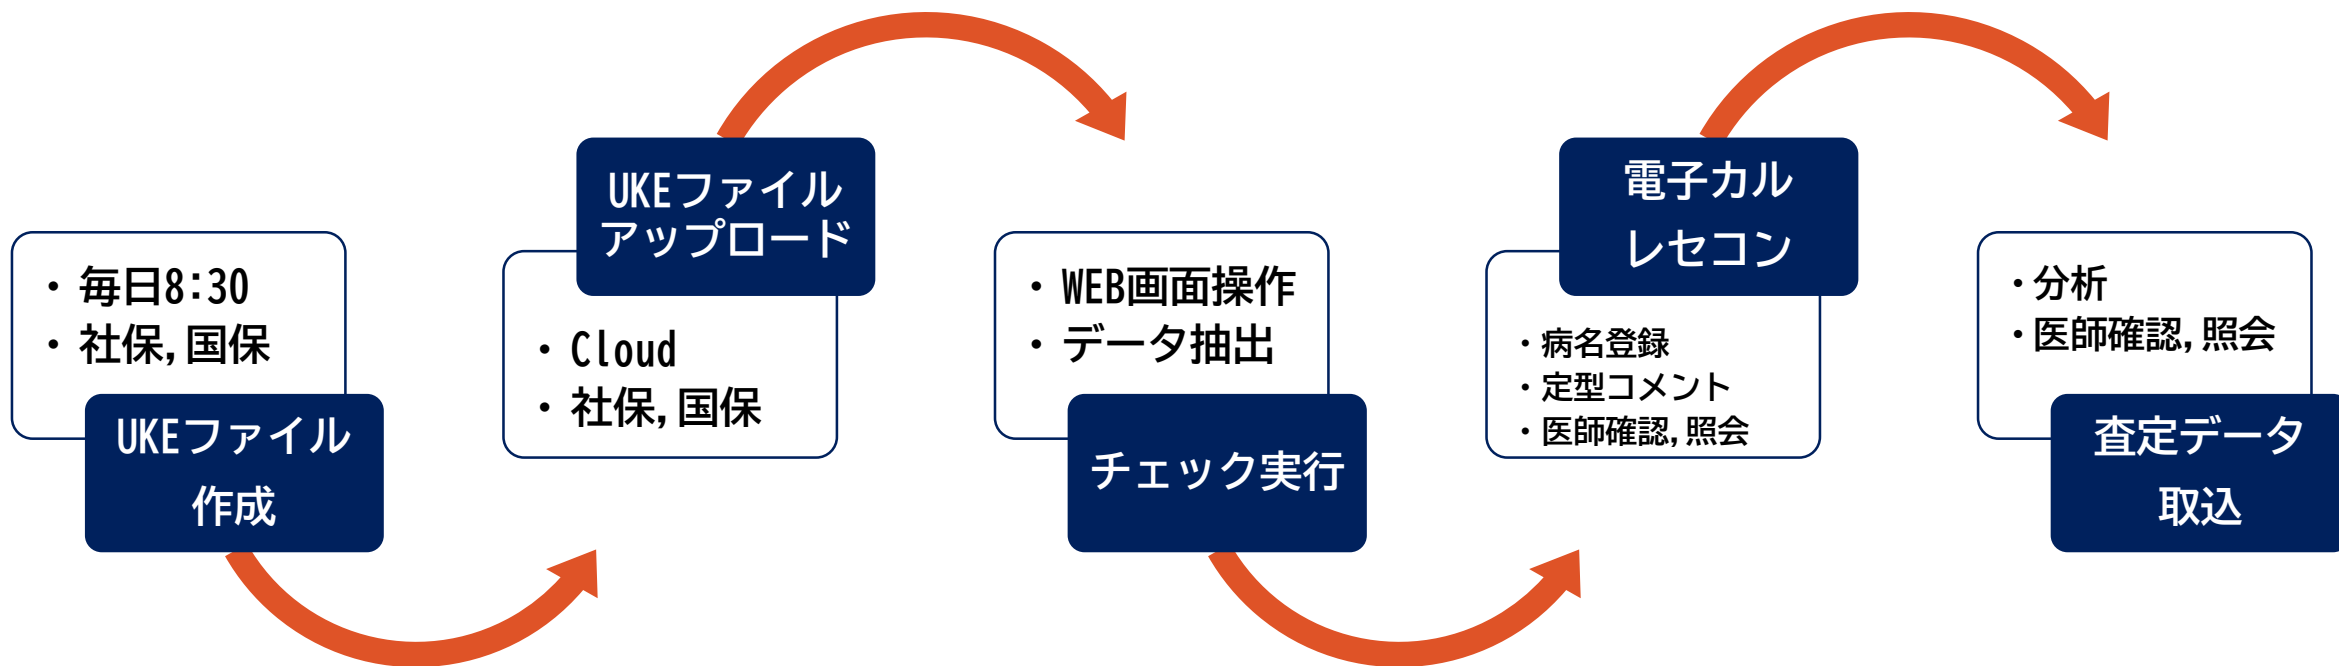 ・毎日8:30
・社保,国保
UKEファイル
作成
UKEファイル
アップロード
・Cloud
・社保,国保
・WEB画面操作
・データ抽出
チェック実行
電子カル
レセコン
・病名登録
・定型コメント
・医師確認,照会
・分析
・医師確認,照会
査定データ
取込